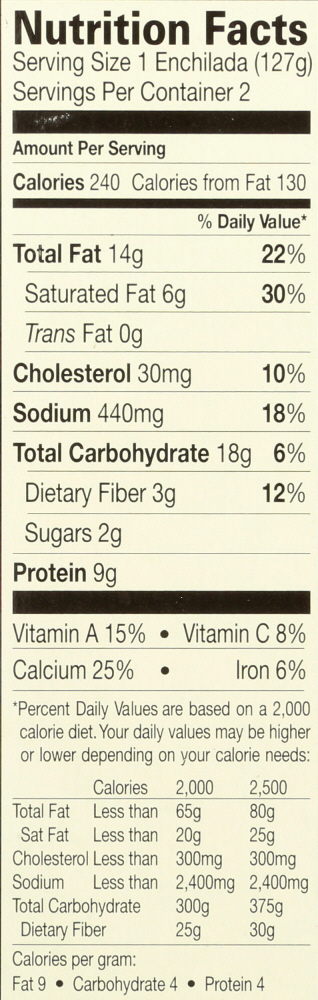 Nutrition Facts
Serving Size 1 Enchilada (127g)
Servings Per Container 2
Amount Per Serving
Calories 240 Calories from Fat 130
% Daily Value*
Total Fat 14g 22%
Saturated Fat 6g 30%
Trans Fat 0g
Cholesterol 30mg 10%
Sodium 440mg 18%
Total Carbohydrate 18g 6%
Dietary Fiber 3g 12%
Sugars 2g
Protein 9g
Vitamin A 15% • Vitamin C 8%
Calcium 25% • Iron 6%
*Percent Daily Values are based on a 2,000
calorie diet. Your daily values may be higher
or lower depending on your calorie needs:
Calories 2,000 2,500
Total Fat Less than 65g 80g
Sat Fat Less than 20g 25g
Cholesterol Less than 300mg 300mg
Sodium Less than 2,400mg 2,400mg
Total Carbohydrate 300g 375g
Dietary Fiber 25g 30g
Calories per gram:
Fat 9 • Carbohydrate 4 • Protein 4